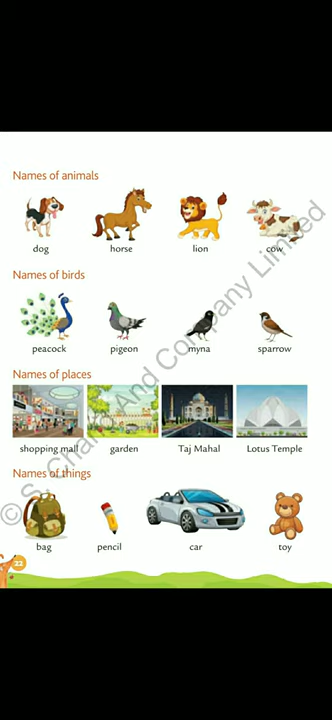 Names of animals
dog horse lion cow
Names of birds
peacock pigeon myna sparrow
Names of places
shopping mall garden Taj Mahal Lotus Temple
Names of things
bag pencil car toy
22
© S. Chand And Company Limited